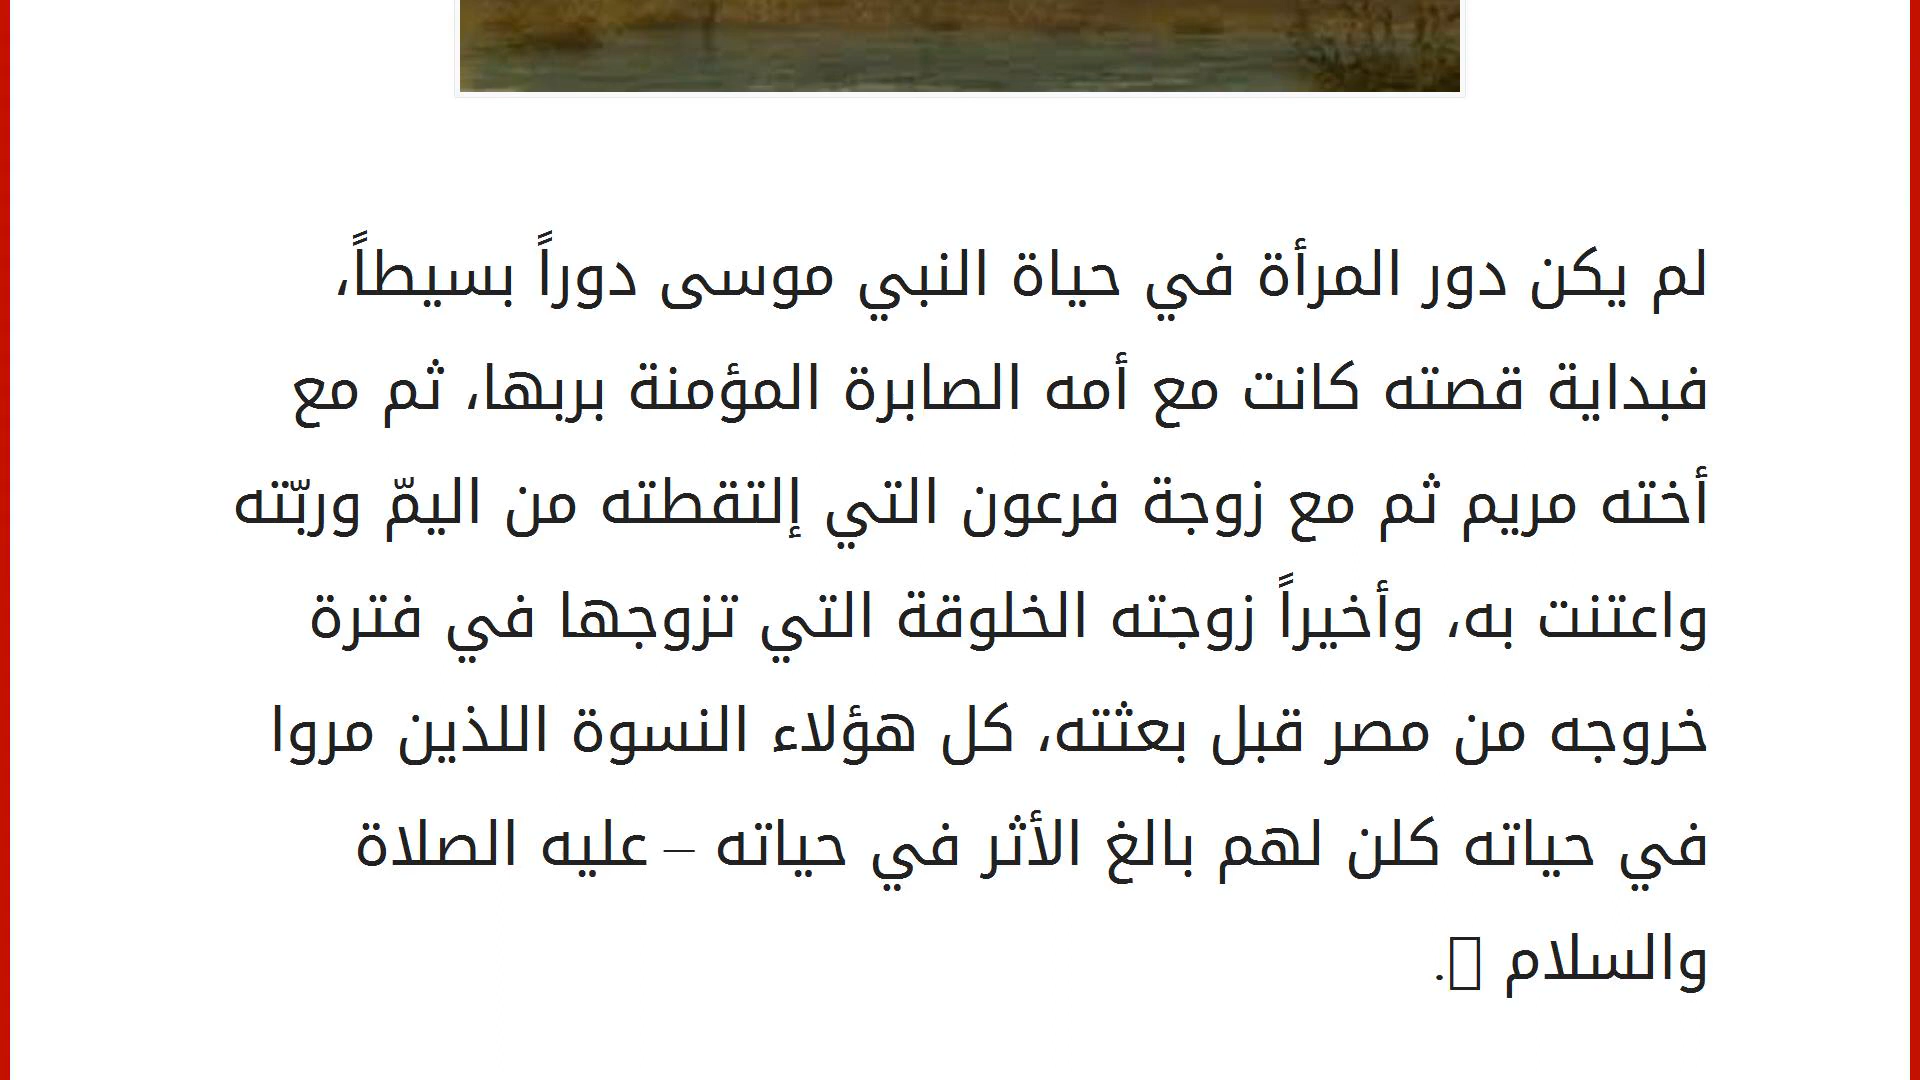 لم يكن دور المرأة في حياة النبي موسى دوراً بسيطاً،
فبداية قصته كانت مع أمه الصابرة المؤمنة بربها، ثم مع
أخته مريم ثم مع زوجة فرعون التي إلتقطته من اليمّ وربّته
واعتنت به، وأخيراً زوجته الخلوقة التي تزوجها في فترة
خروجه من مصر قبل بعثته، كل هؤلاء النسوة اللذين مروا
في حياته كلن لهم بالغ الأثر في حياته – عليه الصلاة
والسلام .